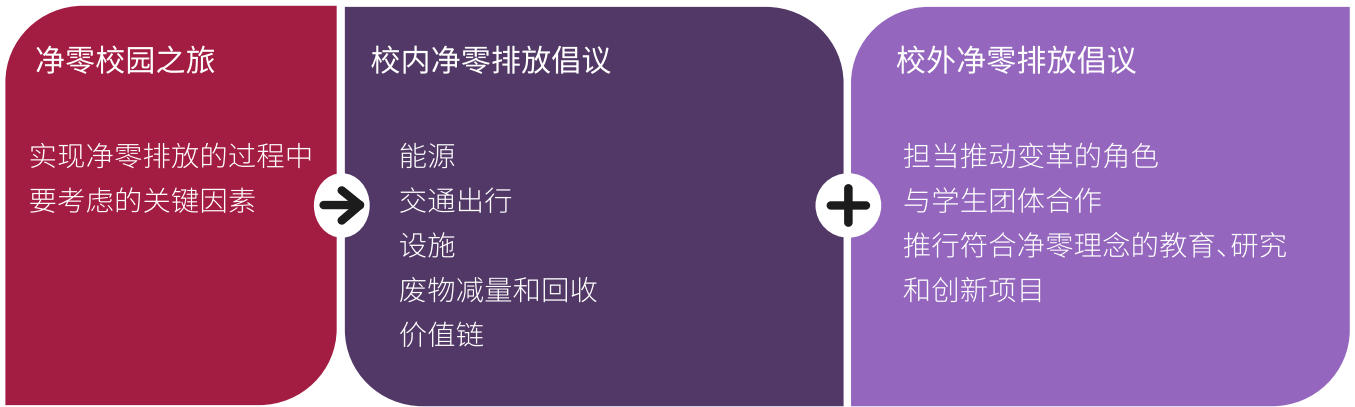 净零校园之旅
实现净零排放的过程中
要考虑的关键因素
校内净零排放倡议
能源
交通出行
设施
废物减量和回收
价值链
校外净零排放倡议
担当推动变革的角色
与学生团体合作
推行符合净零理念的教育、研究
和创新项目